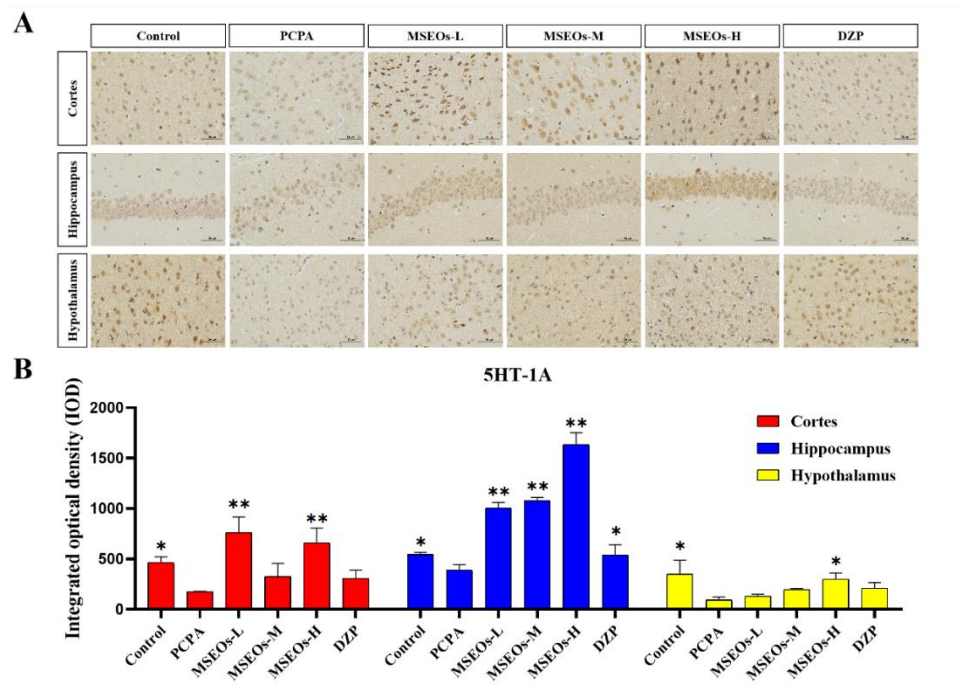 A
Control PCPA MSEOs-L MSEOs-M MSEOs-H DZP
Cortes
Hippocampus
Hypothalamus
B
5HT-1A
Integrated optical density (IOD)
2000
1500
1000
500
0
** ** ** ** ** * * * * *
Cortes
Hippocampus
Hypothalamus
Control PCPA MSEOs-L MSEOs-M MSEOs-H DZP Control PCPA MSEOs-L MSEOs-M MSEOs-H DZP Control PCPA MSEOs-L MSEOs-M MSEOs-H DZP